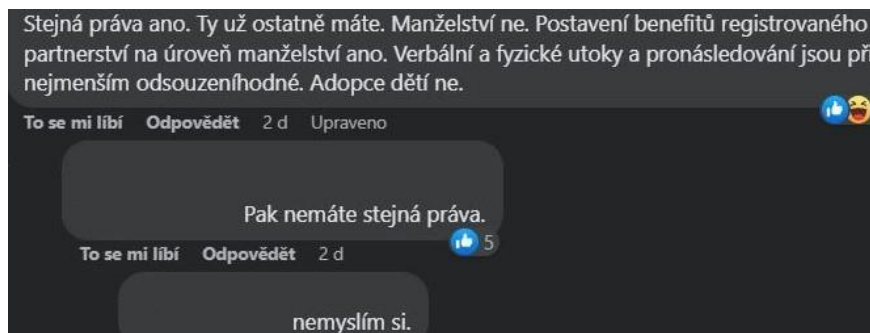 Stejná práva ano. Ty už ostatně máte. Manželství ne. Postavení benefitů registrovaného
partnerství na úroveň manželství ano. Verbální a fyzické utoky a pronásledování jsou při
nejmenším odsouzeníhodné. Adopce dětí ne.
To se mi líbí Odpovědět 2 d Upraveno
Pak nemáte stejná práva.
5
To se mi líbí Odpovědět 2 d
nemyslím si.